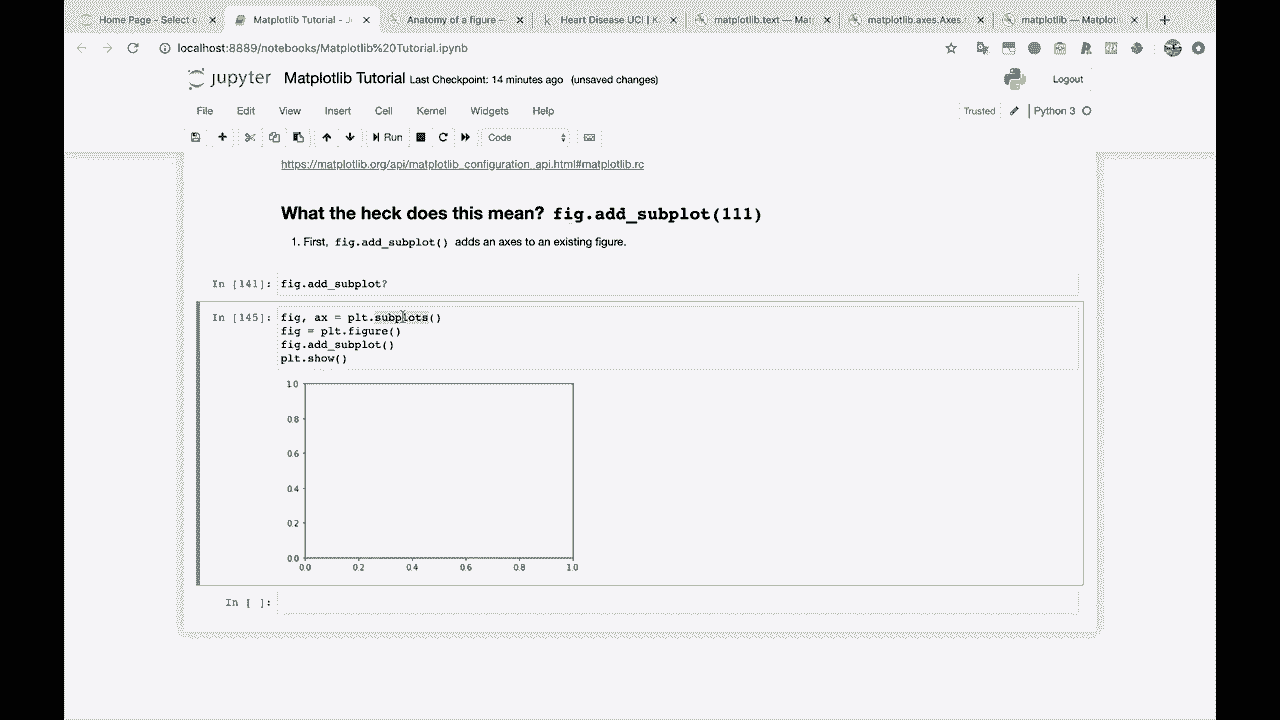 Home Page - Select o
Matplotlib Tutorial - J
Anatomy of a figure —
Heart Disease UCI | K
matplotlib.text — Mat
matplotlib.axes.Axes.
matplotlib — Matplotl
localhost:8889/notebooks/Matplotlib%20Tutorial.ipynb
jupyter Matplotlib Tutorial Last Checkpoint: 14 minutes ago (unsaved changes)
Logout
File Edit View Insert Cell Kernel Widgets Help
Trusted
Python 3
Run
Code
https://matplotlib.org/api/matplotlib_configuration_api.html#matplotlib.rc
What the heck does this mean? fig.add_subplot(111)
1. First, fig.add_subplot() adds an axes to an existing figure.
In [141]: fig.add_subplot?
In [145]: fig, ax = plt.subplots()
fig = plt.figure()
fig.add_subplot()
plt.show()
1.0
0.8
0.6
0.4
0.2
0.0
0.0 0.2 0.4 0.6 0.8 1.0
In [ ]: